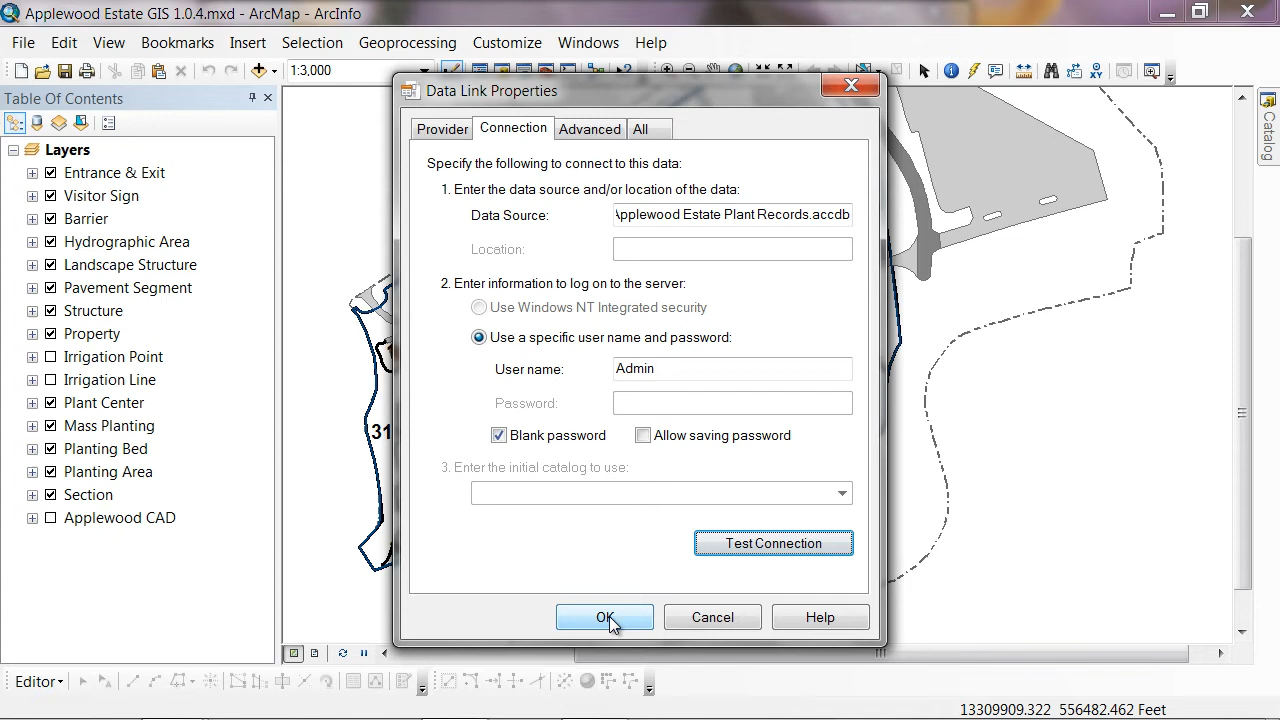 Applewood Estate GIS 1.0.4.mxd - ArcMap - ArcInfo
File Edit View Bookmarks Insert Selection Geoprocessing Customize Windows Help
1:3,000
Table Of Contents
Layers
Entrance & Exit
Visitor Sign
Barrier
Hydrographic Area
Landscape Structure
Pavement Segment
Structure
Property
Irrigation Point
Irrigation Line
Plant Center
Mass Planting
Planting Bed
Planting Area
Section
Applewood CAD
31
Data Link Properties
Provider Connection Advanced All
Specify the following to connect to this data:
1. Enter the data source and/or location of the data:
Data Source: Applewood Estate Plant Records.accdb
Location:
2. Enter information to log on to the server:
Use Windows NT Integrated security
Use a specific user name and password:
User name: Admin
Password:
Blank password Allow saving password
3. Enter the initial catalog to use:
Test Connection
OK Cancel Help
Catalog
Editor
13309909.322 556482.462 Feet